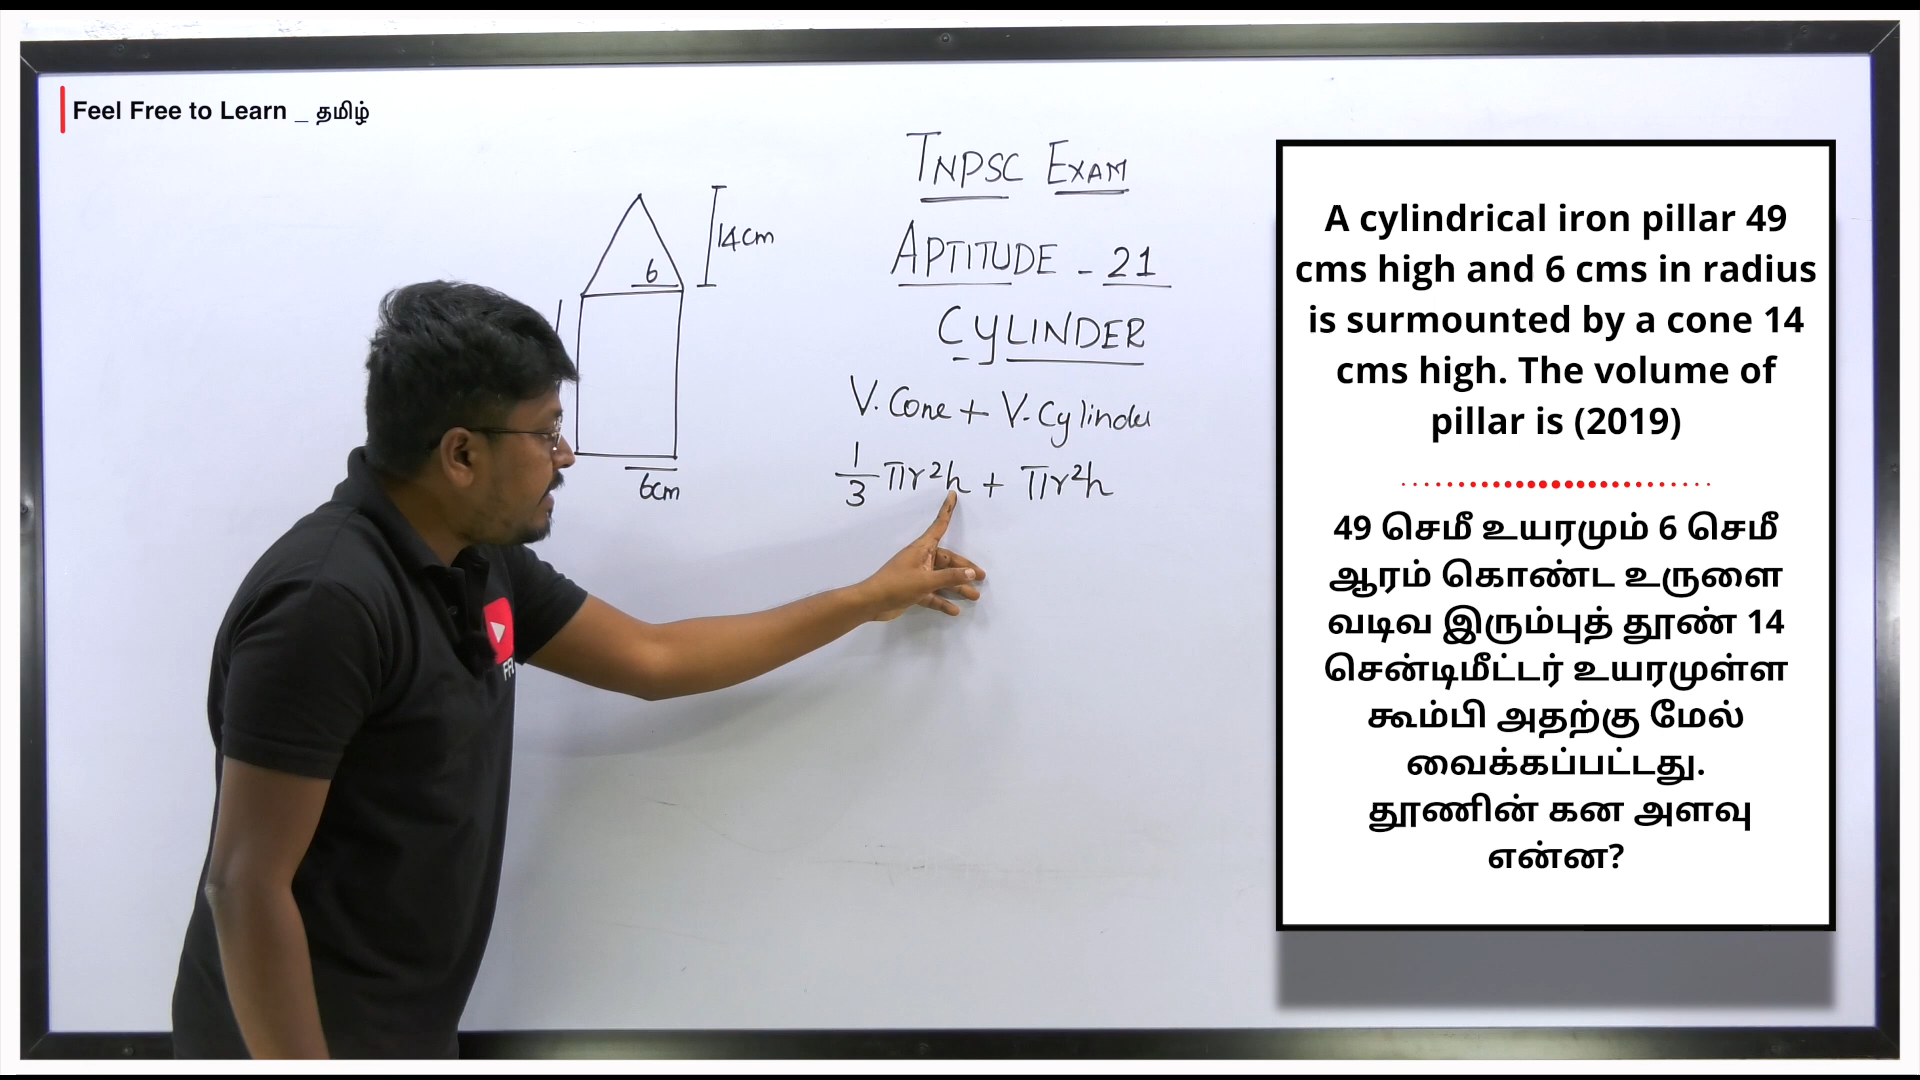 Feel Free to Learn _ தமிழ்
TNPSC EXAM
APTITUDE - 21
CYLINDER
14cm
6
6cm
V. Cone + V. Cylinder
1/3 πr²h + πr²h
A cylindrical iron pillar 49
cms high and 6 cms in radius
is surmounted by a cone 14
cms high. The volume of
pillar is (2019)
49 செமீ உயரமும் 6 செமீ
ஆரம் கொண்ட உருளை
வடிவ இரும்புத் தூண் 14
சென்டிமீட்டர் உயரமுள்ள
கூம்பி அதற்கு மேல்
வைக்கப்பட்டது.
தூணின் கன அளவு
என்ன?